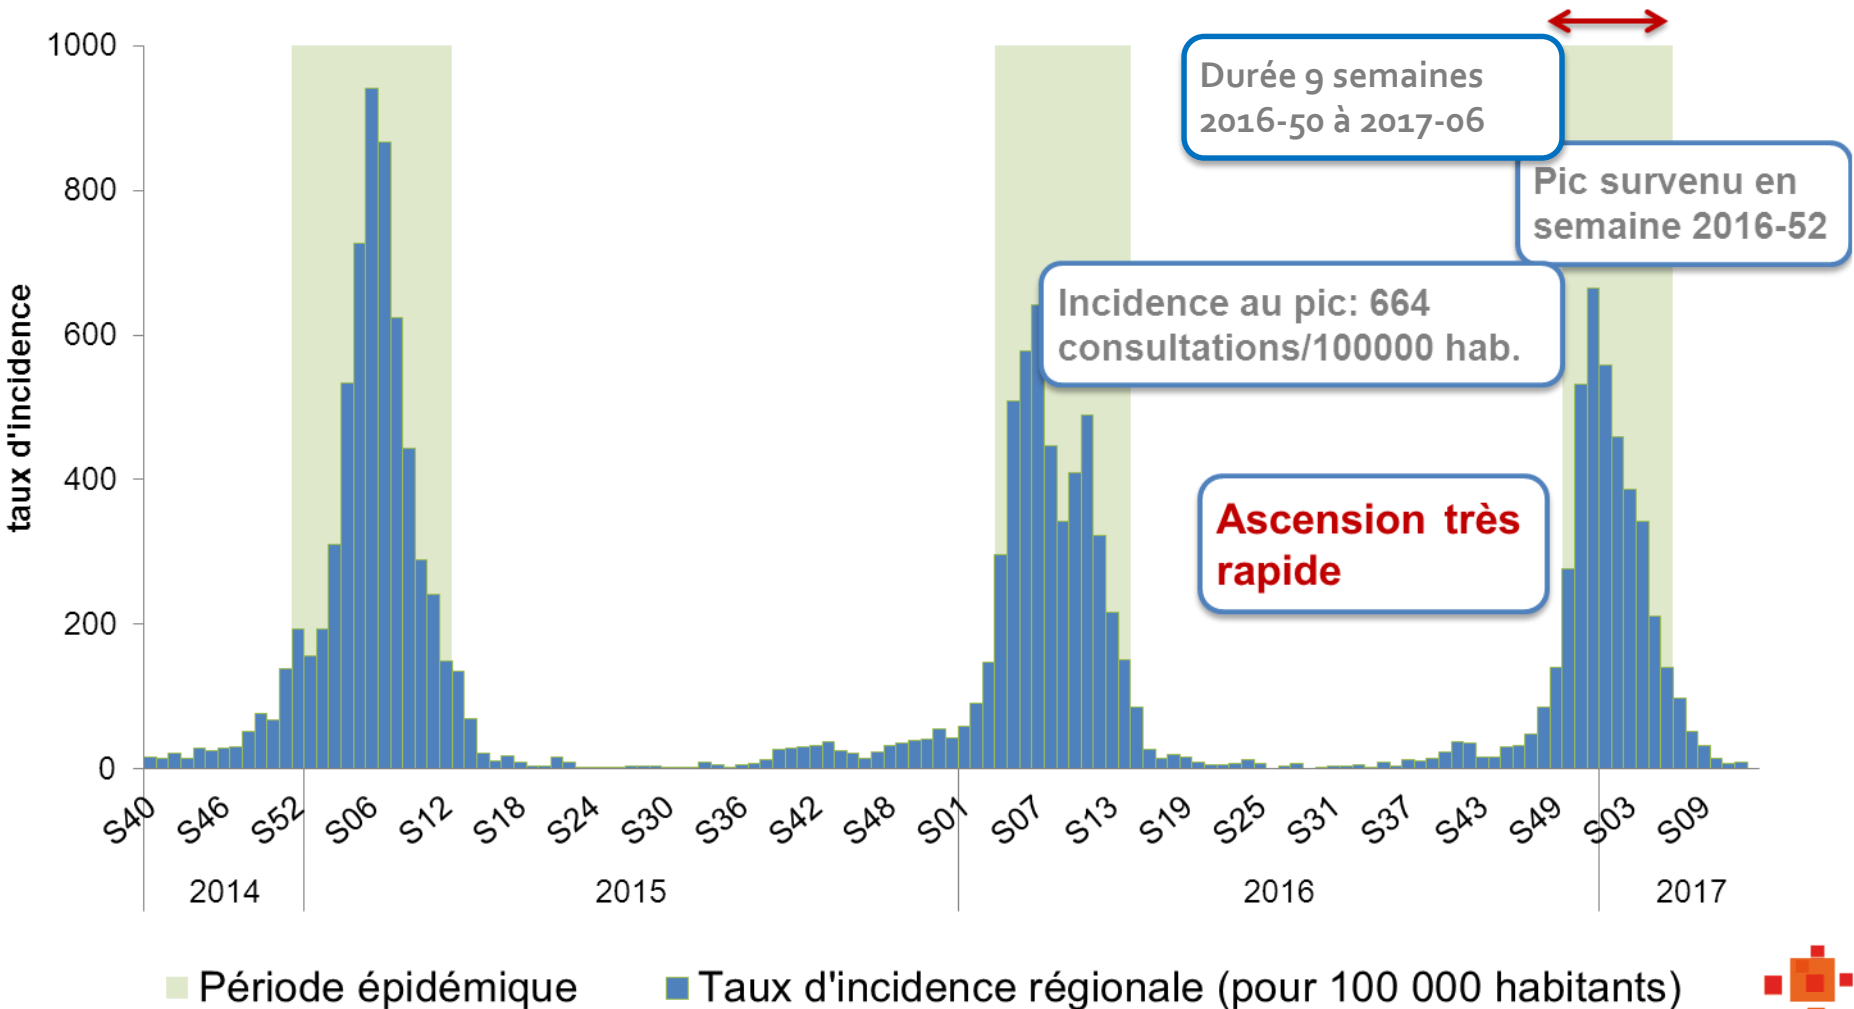 1000
800
600
400
200
0
taux d'incidence
Durée 9 semaines
2016-50 à 2017-06
Pic survenu en
semaine 2016-52
Incidence au pic: 664
consultations/100000 hab.
Ascension très
rapide
S40 S46 S52 S06 S12 S18 S24 S30 S36 S42 S48 S01 S07 S13 S19 S25 S31 S37 S43 S49 S03 S09
2014 2015 2016 2017
Période épidémique Taux d'incidence régionale (pour 100 000 habitants)